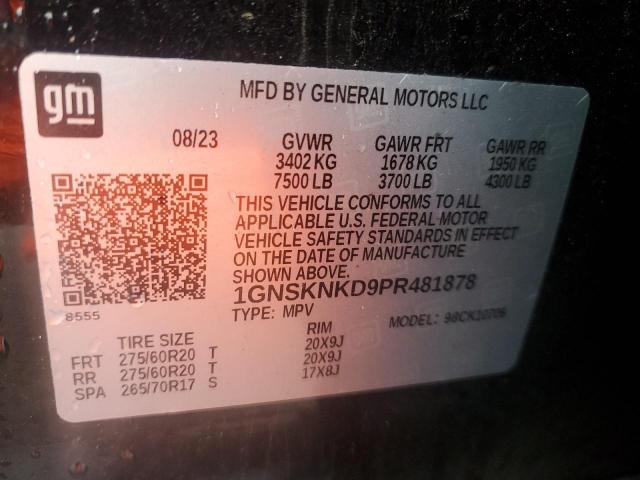 gm
MFD BY GENERAL MOTORS LLC
08/23 GVWR GAWR FRT GAWR RR
3402 KG 1678 KG 1950 KG
7500 LB 3700 LB 4300 LB
THIS VEHICLE CONFORMS TO ALL
APPLICABLE U.S. FEDERAL MOTOR
VEHICLE SAFETY STANDARDS IN EFFECT
ON THE DATE OF MANUFACTURE
SHOWN ABOVE.
1GNSKNKD9PR481878
8555 TYPE: MPV MODEL: 98CK10706
TIRE SIZE RIM
FRT 275/60R20 T 20X9J
RR 275/60R20 T 20X9J
SPA 265/70R17 S 17X8J